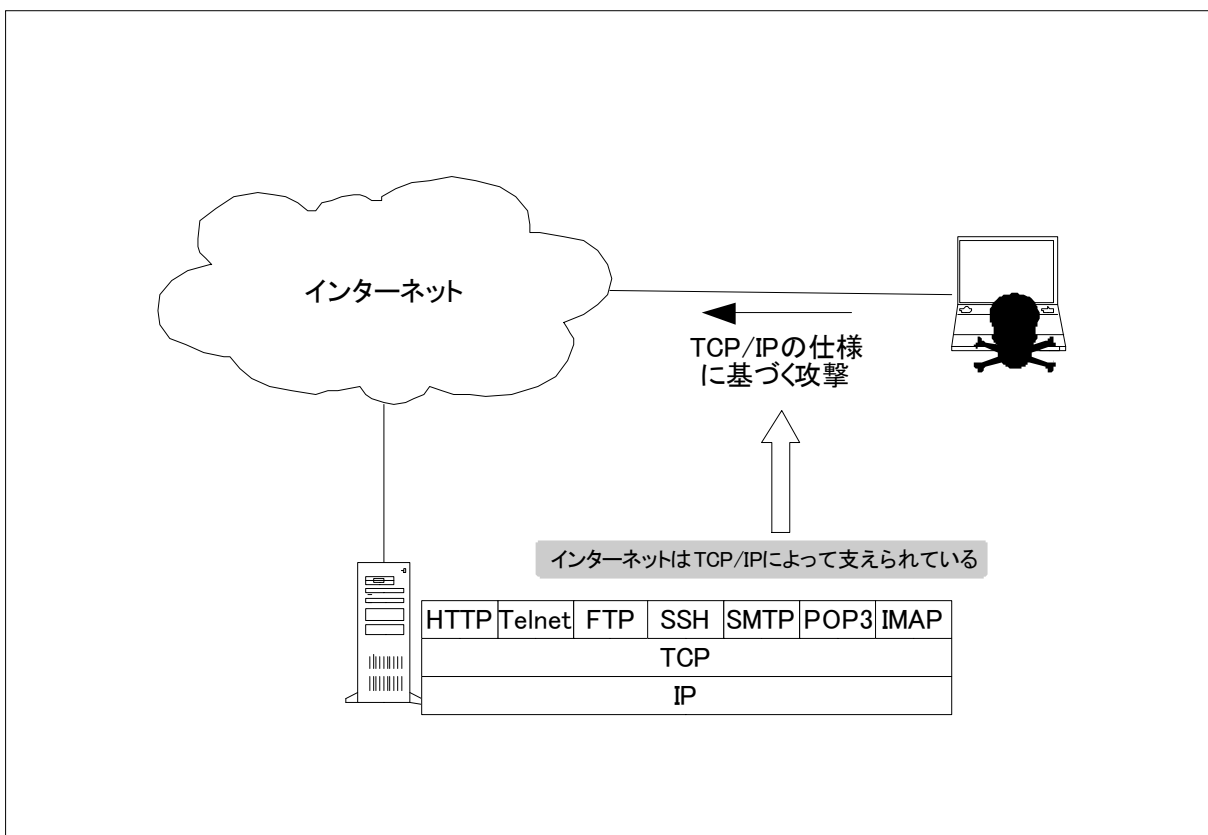 インターネット
TCP/IPの仕様
に基づく攻撃
インターネットはTCP/IPによって支えられている
HTTP Telnet FTP SSH SMTP POP3 IMAP
TCP
IP